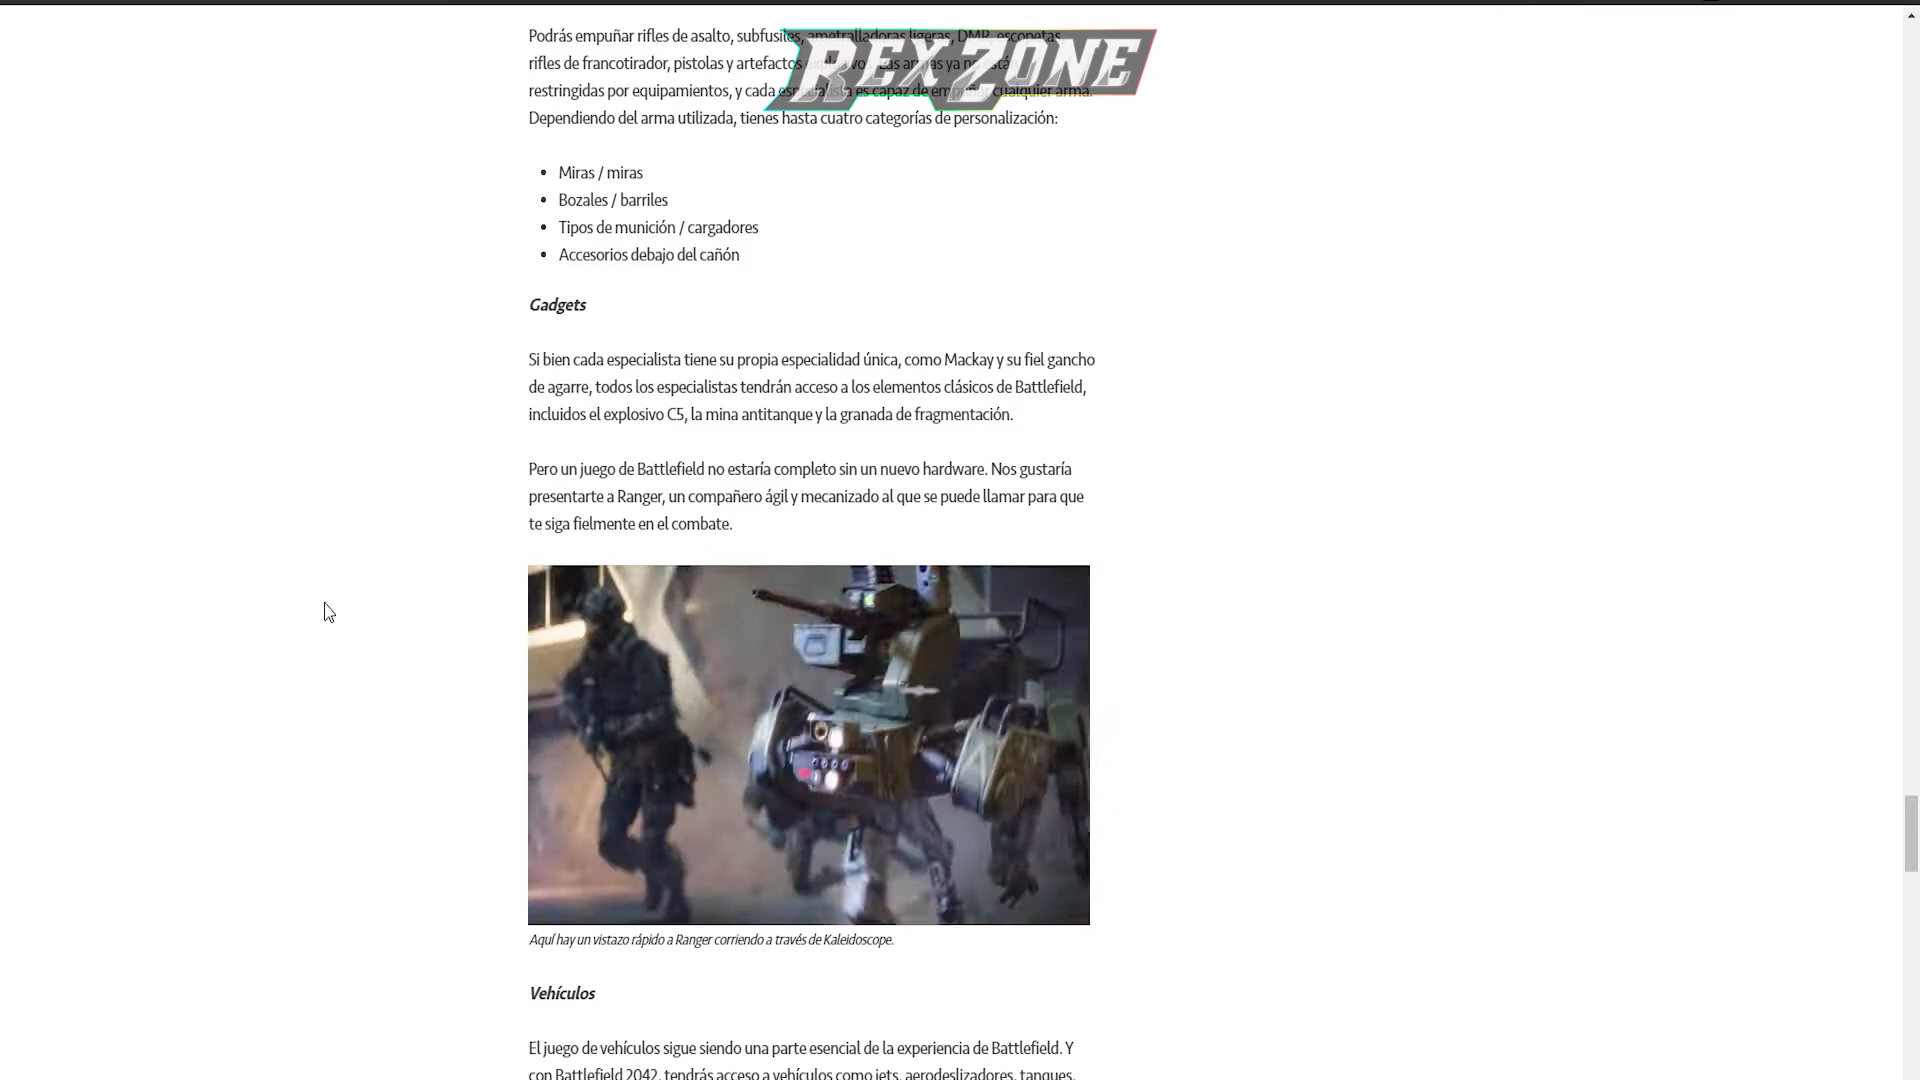 Podrás empuñar rifles de asalto, subfusiles, ametralladoras ligeras, DMR, escopetas
REX ZONE
rifles de francotirador, pistolas y artefactos explosivos. Las armas ya no están
restringidas por equipamientos, y cada especialista es capaz de empuñar cualquier arma.
Dependiendo del arma utilizada, tienes hasta cuatro categorías de personalización:
• Miras / miras
• Bozales / barriles
• Tipos de munición / cargadores
• Accesorios debajo del cañón
Gadgets
Si bien cada especialista tiene su propia especialidad única, como Mackay y su fiel gancho
de agarre, todos los especialistas tendrán acceso a los elementos clásicos de Battlefield,
incluidos el explosivo C5, la mina antitanque y la granada de fragmentación.
Pero un juego de Battlefield no estaría completo sin un nuevo hardware. Nos gustaría
presentarte a Ranger, un compañero ágil y mecanizado al que se puede llamar para que
te siga fielmente en el combate.
Aquí hay un vistazo rápido a Ranger corriendo a través de Kaleidoscope.
Vehículos
El juego de vehículos sigue siendo una parte esencial de la experiencia de Battlefield. Y
con Battlefield 2042, tendrás acceso a vehículos como jets, aerodeslizadores, tanques,